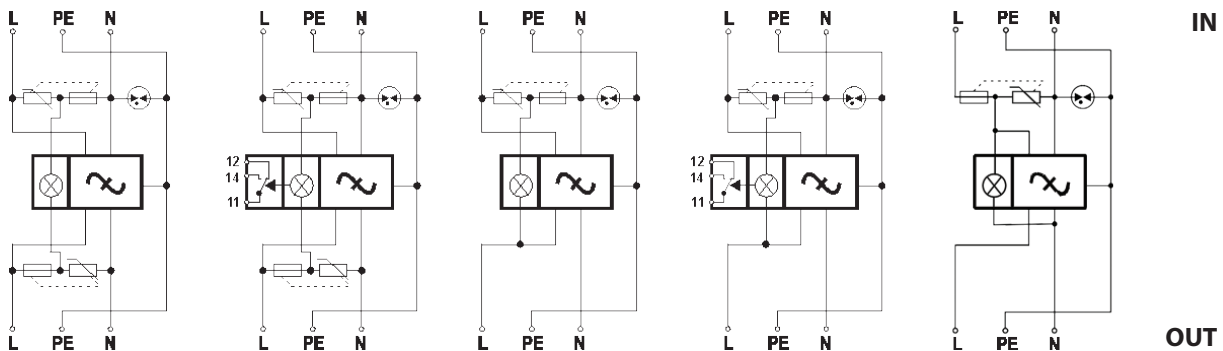 L PE N L PE N L PE N L PE N L PE N IN
12 12
14 14
11 11
L PE N L PE N L PE N L PE N L PE N OUT